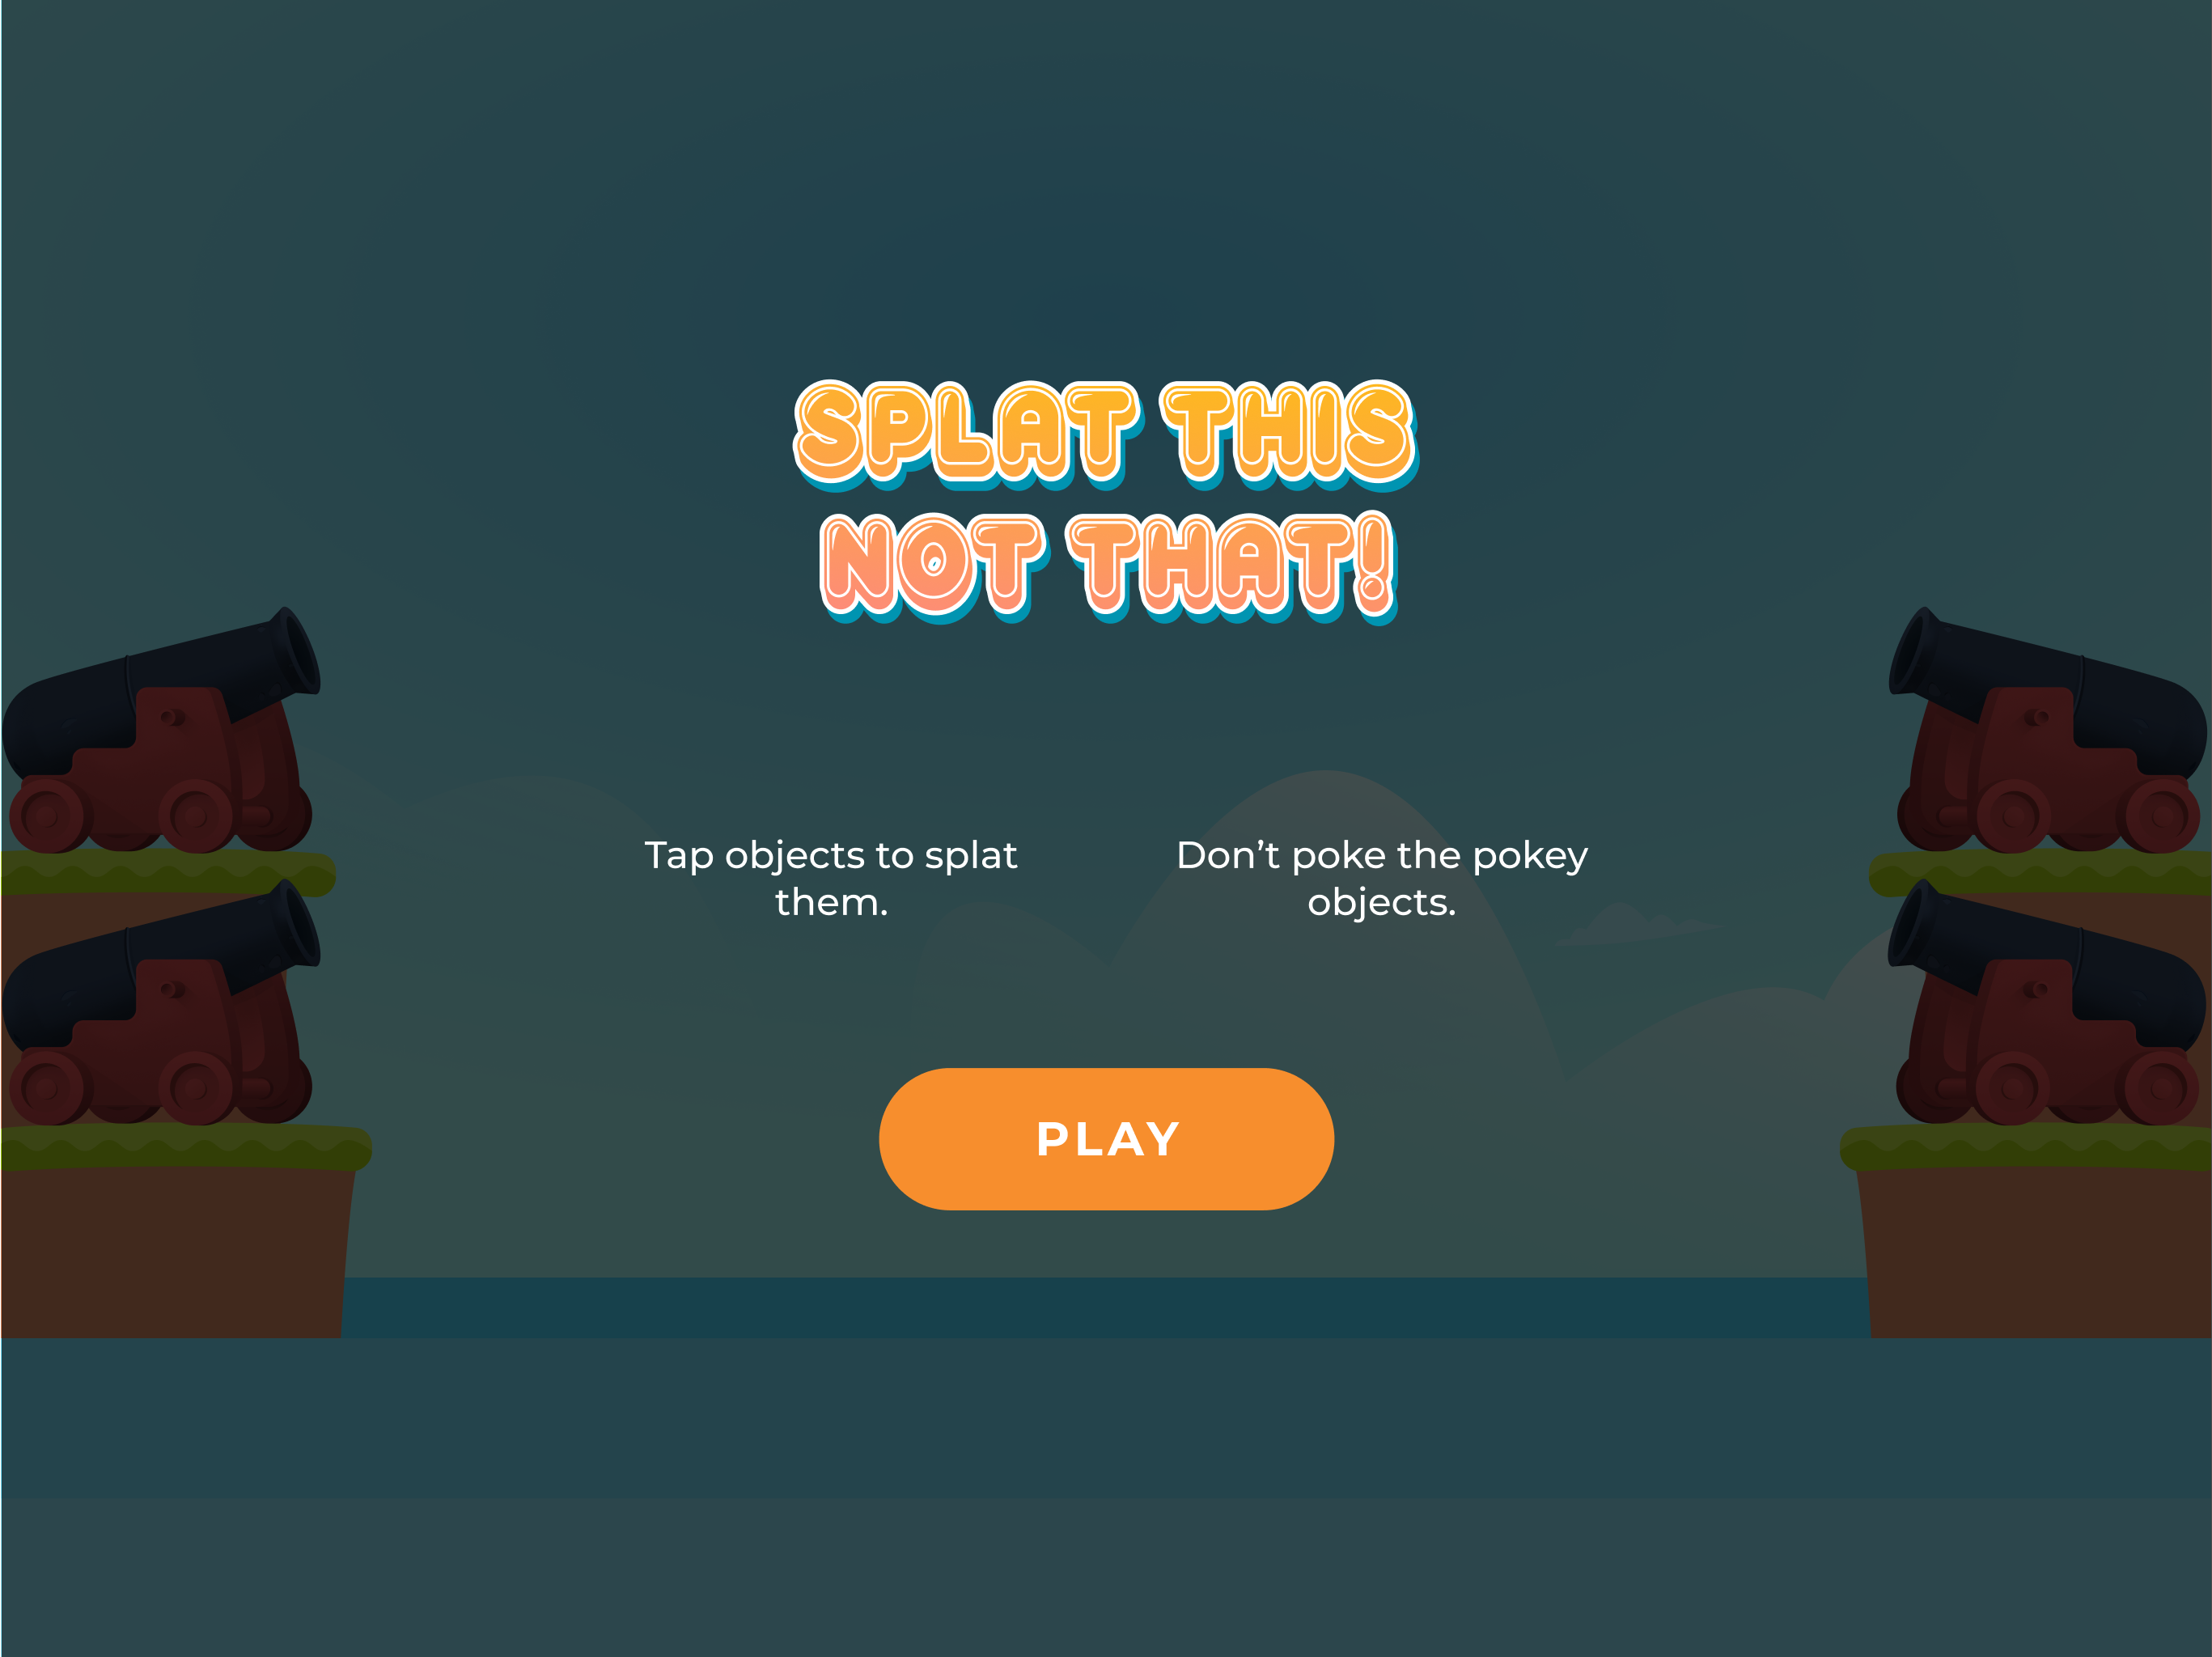 SPLAT THIS
NOT THAT!
Tap objects to splat
them.
Don’t poke the pokey
objects.
PLAY